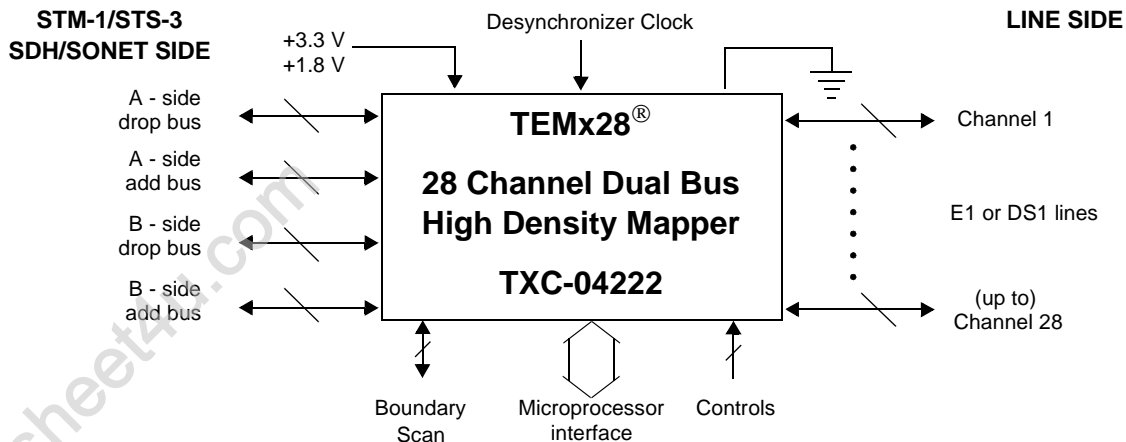 STM-1/STS-3
SDH/SONET SIDE
+3.3 V
+1.8 V
Desynchronizer Clock
LINE SIDE
A - side
drop bus
A - side
add bus
B - side
drop bus
B - side
add bus
TEMx28®
28 Channel Dual Bus
High Density Mapper
TXC-04222
Channel 1
E1 or DS1 lines
(up to)
Channel 28
Boundary
Scan
Microprocessor
interface
Controls
sheet4u.com